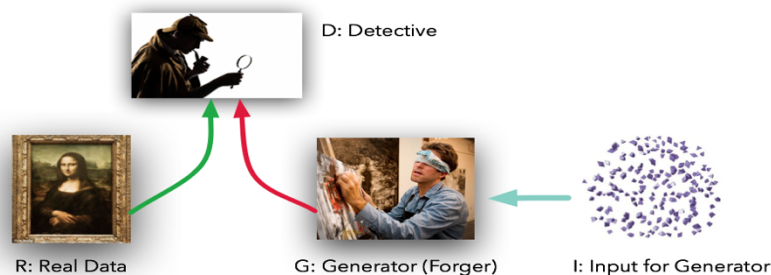 D: Detective
R: Real Data
G: Generator (Forger)
I: Input for Generator